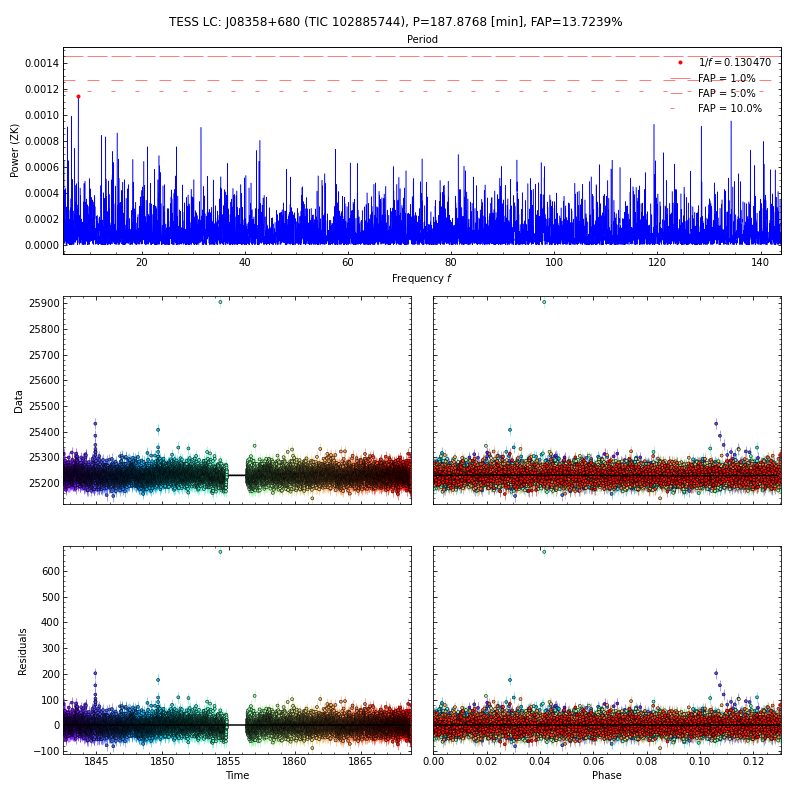 TESS LC: J08358+680 (TIC 102885744), P=187.8768 [min], FAP=13.7239%
Period
Power (ZK)
0.0014
0.0012
0.0010
0.0008
0.0006
0.0004
0.0002
0.0000
1/f = 0.130470
FAP = 1.0%
FAP = 5.0%
FAP = 10.0%
20 40 60 80 100 120 140
Frequency f
Data
25900
25800
25700
25600
25500
25400
25300
25200
Residuals
600
500
400
300
200
100
0
−100
1845 1850 1855 1860 1865
Time
0.00 0.02 0.04 0.06 0.08 0.10 0.12
Phase